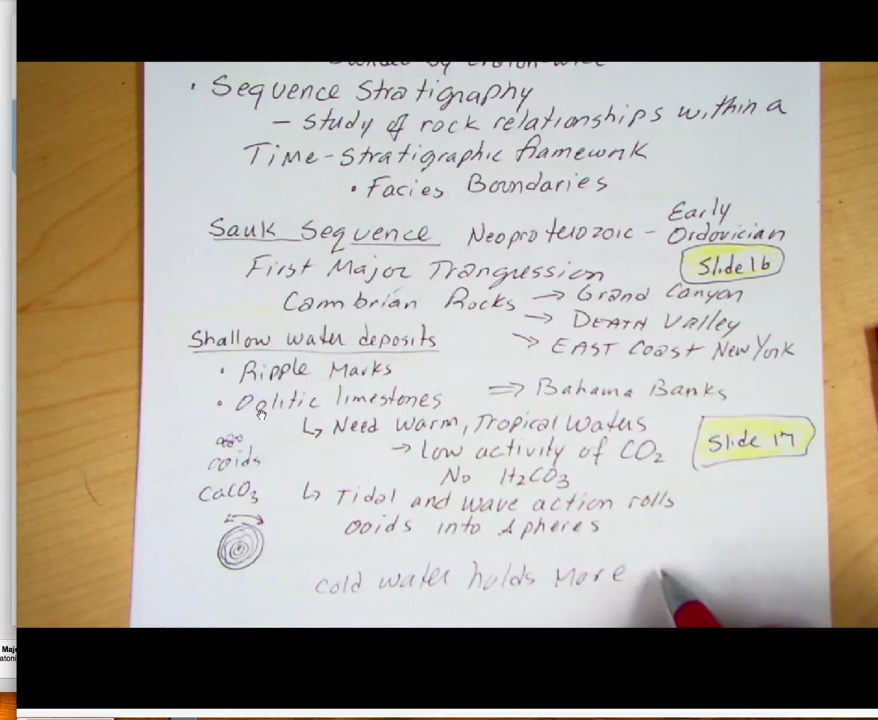 • Sequence Stratigraphy
- study of rock relationships within a
Time-Stratigraphic framework
• Facies Boundaries
Sauk Sequence Neoproterozoic - Early Ordovician
Slide 16
First Major Trangression
Cambrian Rocks → Grand Canyon
→ DEATH Valley
→ EAST Coast New York
Shallow water deposits
• Ripple Marks
• Oolitic limestones ⇒ Bahama Banks
↳ Need Warm, Tropical Waters
→ Low activity of CO2
Slide 17
No H2CO3
ooids
CaCO3
↳ Tidal and wave action rolls
ooids into spheres
cold water holds More
Maj